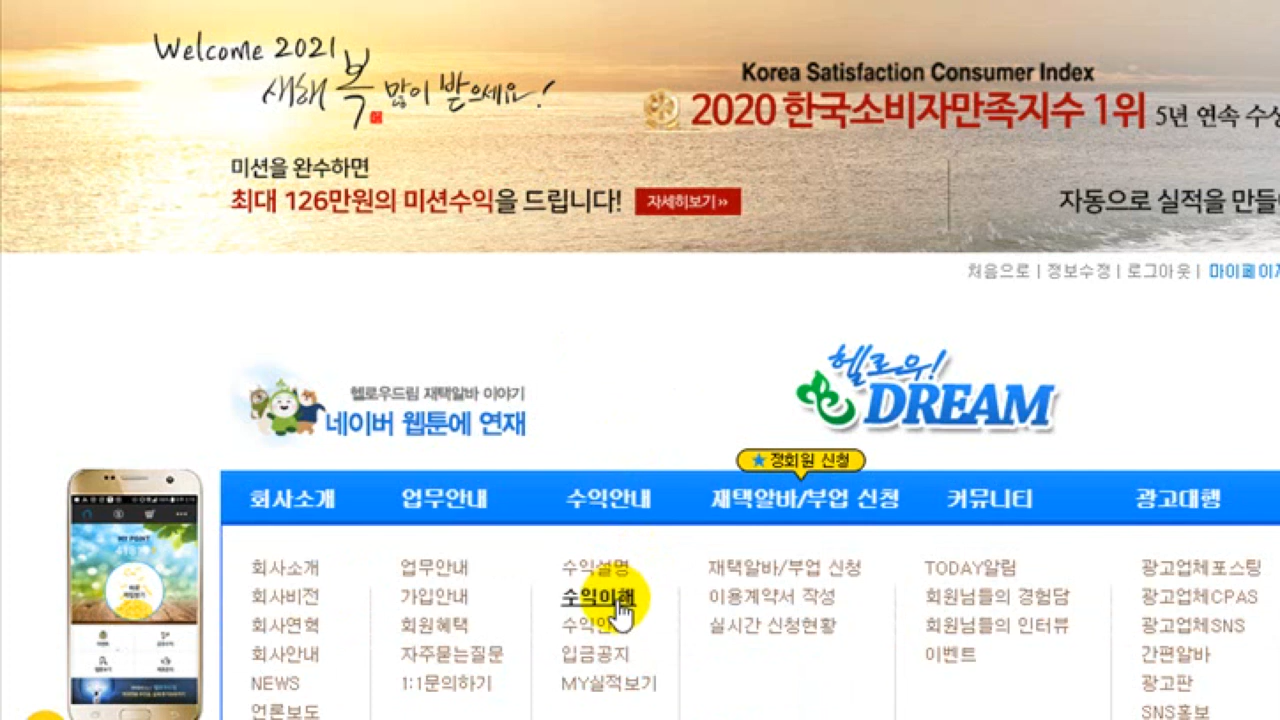 Welcome 2021
새해 복 많이 받으세요!
Korea Satisfaction Consumer Index
2020 한국소비자만족지수 1위 5년 연속 수상
미션을 완수하면
최대 126만원의 미션수익을 드립니다! 자세히보기 »
자동으로 실적을 만들
처음으로 | 정보수정 | 로그아웃 | 마이페이지
헬로우드림 재택알바 이야기
네이버 웹툰에 연재
헬로우!
DREAM
★정회원 신청
회사소개 업무안내 수익안내 재택알바/부업 신청 커뮤니티 광고대행
회사소개 업무안내 수익설명 재택알바/부업 신청 TODAY알림 광고업체포스팅
회사비전 가입안내 수익이해 이용계약서 작성 회원님들의 경험담 광고업체CPAS
회사연혁 회원혜택 수익인 실시간 신청현황 회원님들의 인터뷰 광고업체SNS
회사안내 자주묻는질문 입금공지 이벤트 간편알바
NEWS 1:1문의하기 MY실적보기 광고판
언론보도 SNS홍보
MY POINT